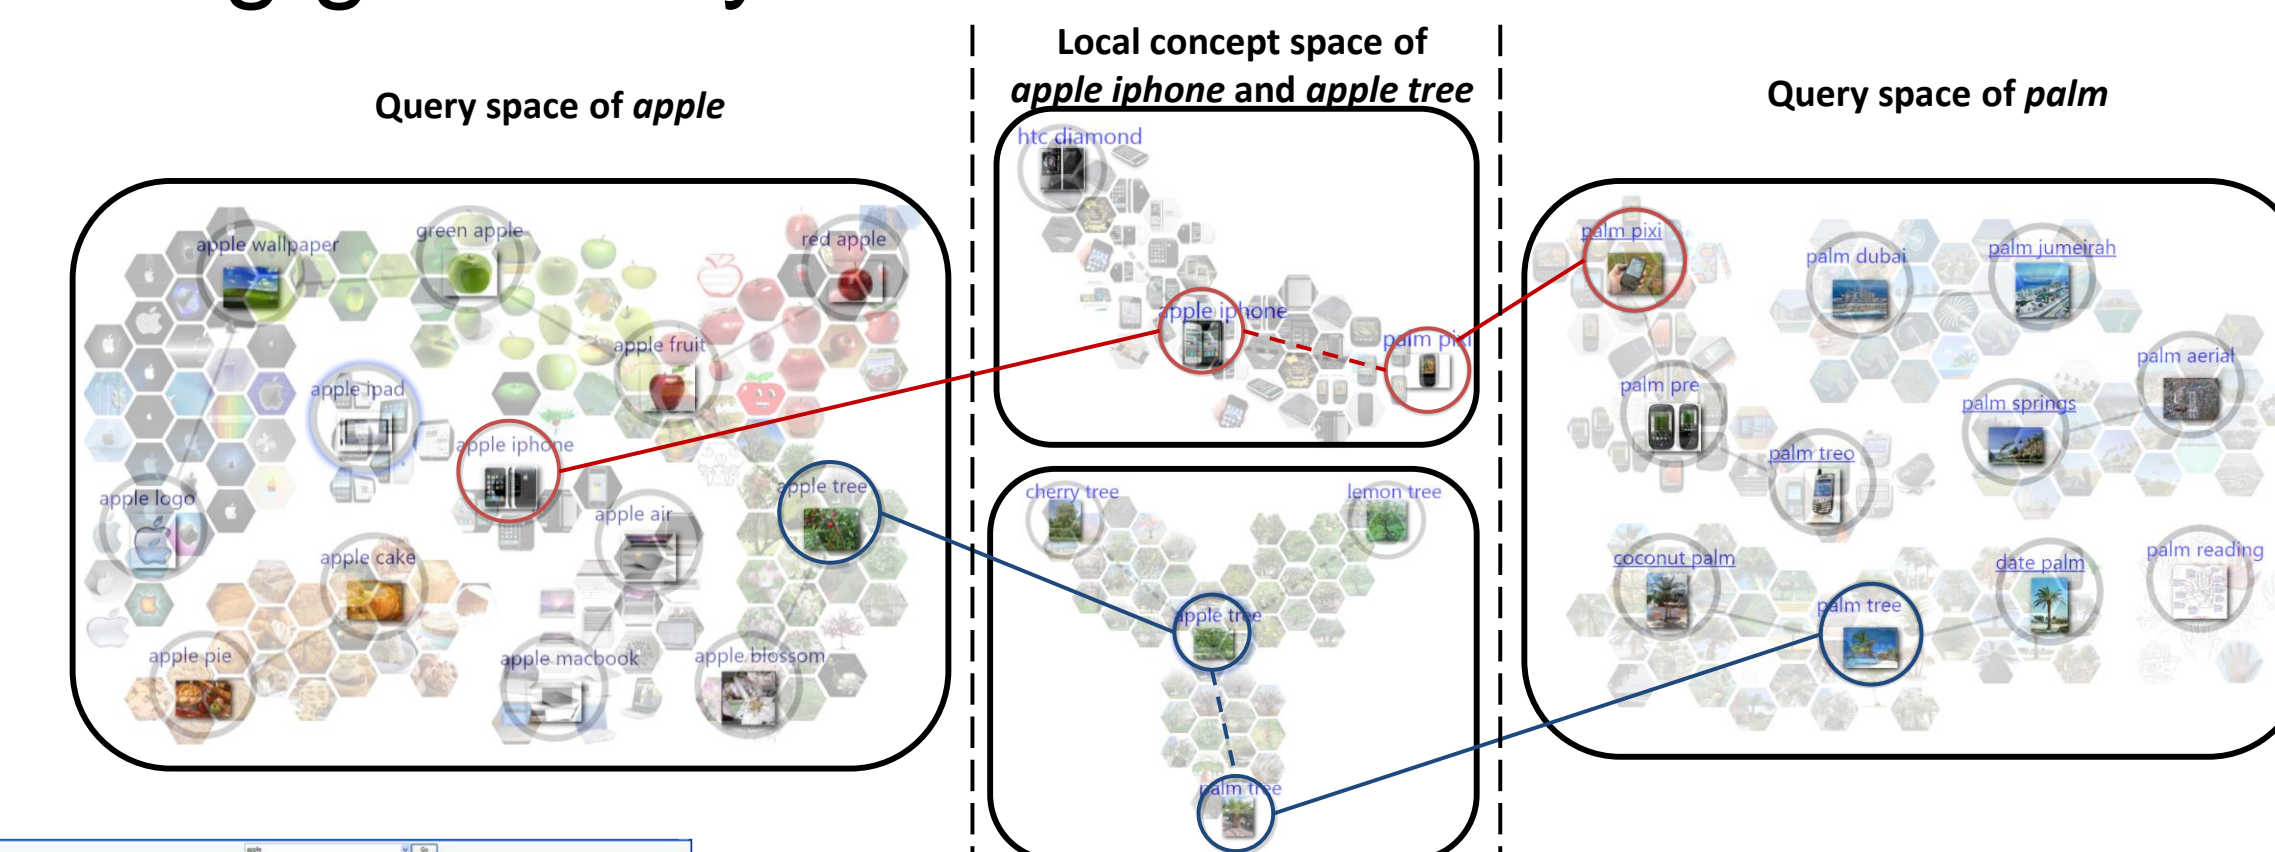 Query space of apple
Local concept space of
apple iphone and apple tree
Query space of palm
apple wallpaper
green apple
red apple
apple fruit
apple ipad
apple iphone
apple logo
apple tree
apple air
apple cake
apple pie
apple macbook
apple blossom
htc diamond
apple iphone
palm pixi
cherry tree
lemon tree
apple tree
palm tree
palm pixi
palm dubai
palm jumeirah
palm aerial
palm pre
palm springs
palm treo
coconut palm
date palm
palm reading
palm tree
apple
Go